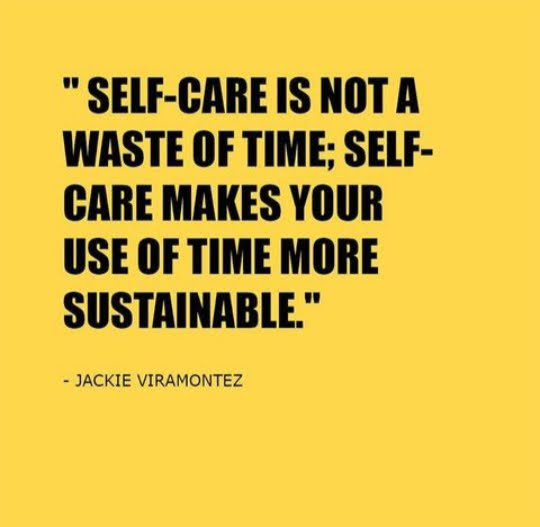 " SELF-CARE IS NOT A
WASTE OF TIME; SELF-
CARE MAKES YOUR
USE OF TIME MORE
SUSTAINABLE."
- JACKIE VIRAMONTEZ